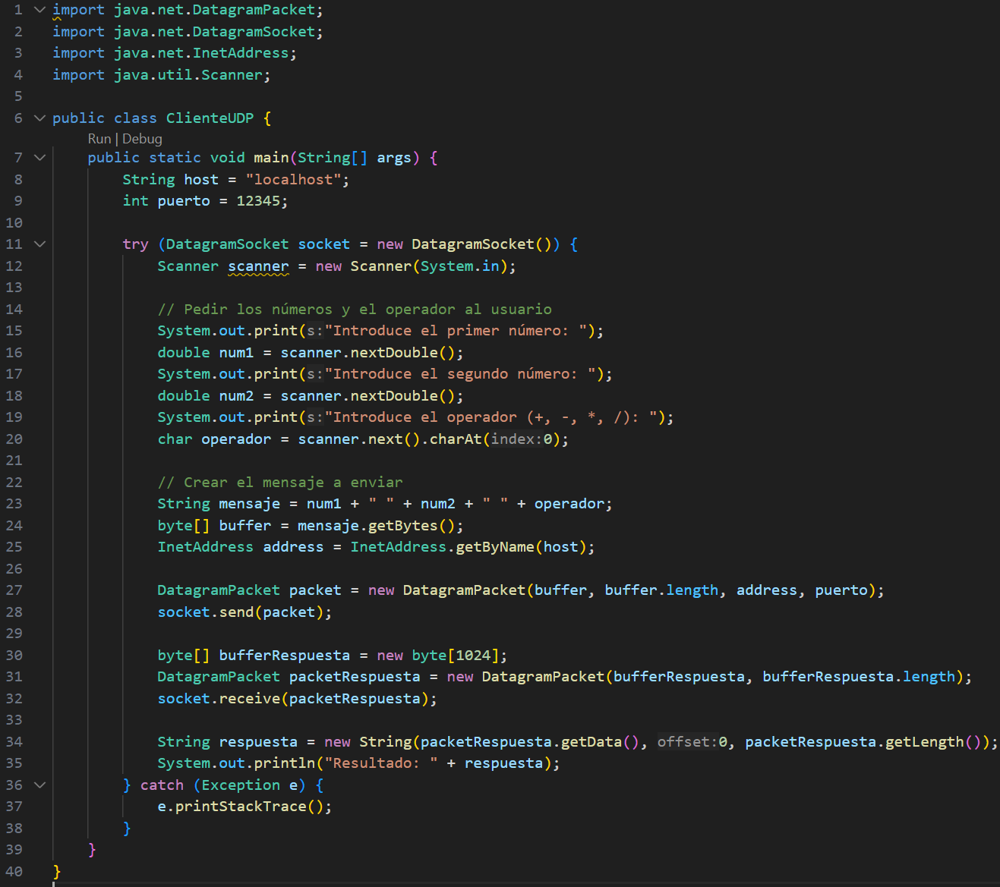 1 import java.net.DatagramPacket;
2 import java.net.DatagramSocket;
3 import java.net.InetAddress;
4 import java.util.Scanner;
5
6 public class ClienteUDP {
Run | Debug
7 public static void main(String[] args) {
8 String host = "localhost";
9 int puerto = 12345;
10
11 try (DatagramSocket socket = new DatagramSocket()) {
12 Scanner scanner = new Scanner(System.in);
13
14 // Pedir los números y el operador al usuario
15 System.out.print(s:"Introduce el primer número: ");
16 double num1 = scanner.nextDouble();
17 System.out.print(s:"Introduce el segundo número: ");
18 double num2 = scanner.nextDouble();
19 System.out.print(s:"Introduce el operador (+, -, *, /): ");
20 char operador = scanner.next().charAt(index:0);
21
22 // Crear el mensaje a enviar
23 String mensaje = num1 + " " + num2 + " " + operador;
24 byte[] buffer = mensaje.getBytes();
25 InetAddress address = InetAddress.getByName(host);
26
27 DatagramPacket packet = new DatagramPacket(buffer, buffer.length, address, puerto);
28 socket.send(packet);
29
30 byte[] bufferRespuesta = new byte[1024];
31 DatagramPacket packetRespuesta = new DatagramPacket(bufferRespuesta, bufferRespuesta.length);
32 socket.receive(packetRespuesta);
33
34 String respuesta = new String(packetRespuesta.getData(), offset:0, packetRespuesta.getLength());
35 System.out.println("Resultado: " + respuesta);
36 } catch (Exception e) {
37 e.printStackTrace();
38 }
39 }
40 }